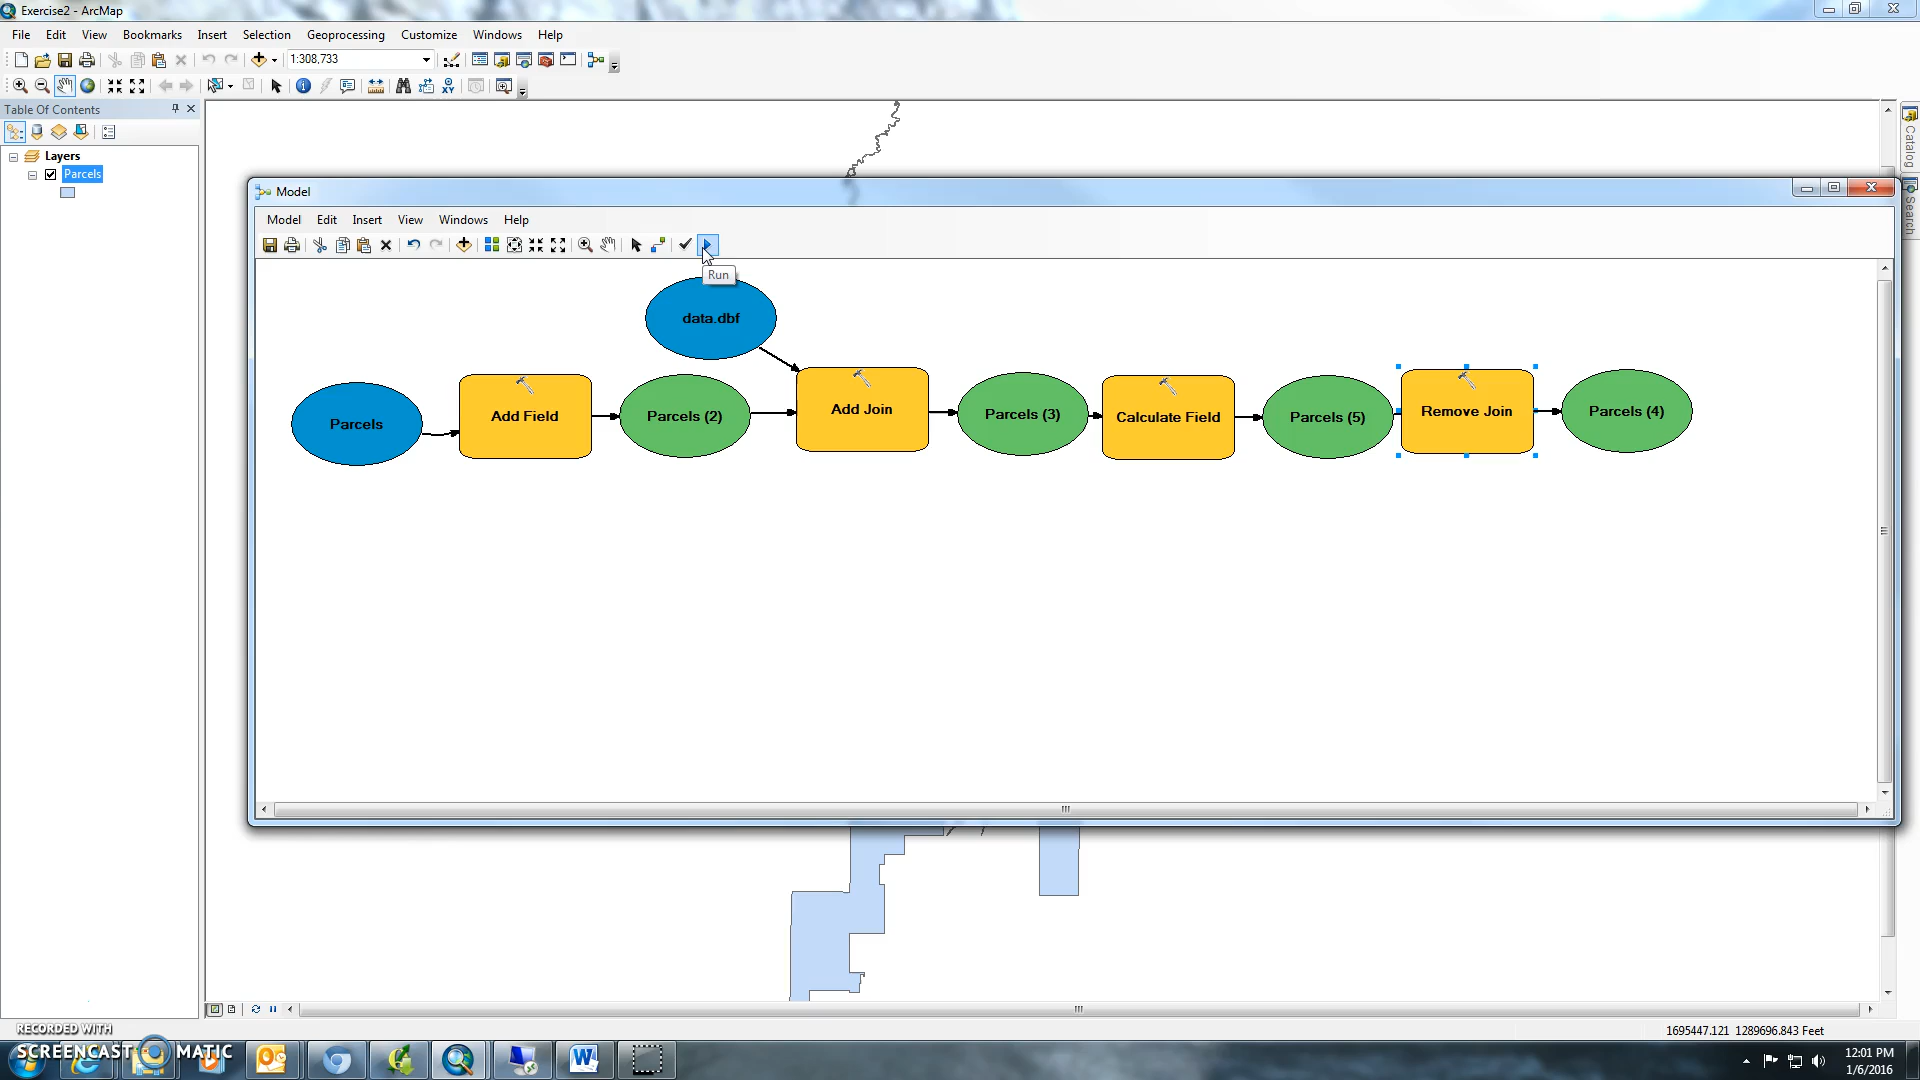 Exercise2 - ArcMap
File Edit View Bookmarks Insert Selection Geoprocessing Customize Windows Help
1:308,733
Table Of Contents
Layers
Parcels
Catalog
Search
Model
Model Edit Insert View Windows Help
Run
data.dbf
Parcels
Add Field
Parcels (2)
Add Join
Parcels (3)
Calculate Field
Parcels (5)
Remove Join
Parcels (4)
1695447.121 1289696.843 Feet
RECORDED WITH
SCREENCAST MATIC
12:01 PM
1/6/2016